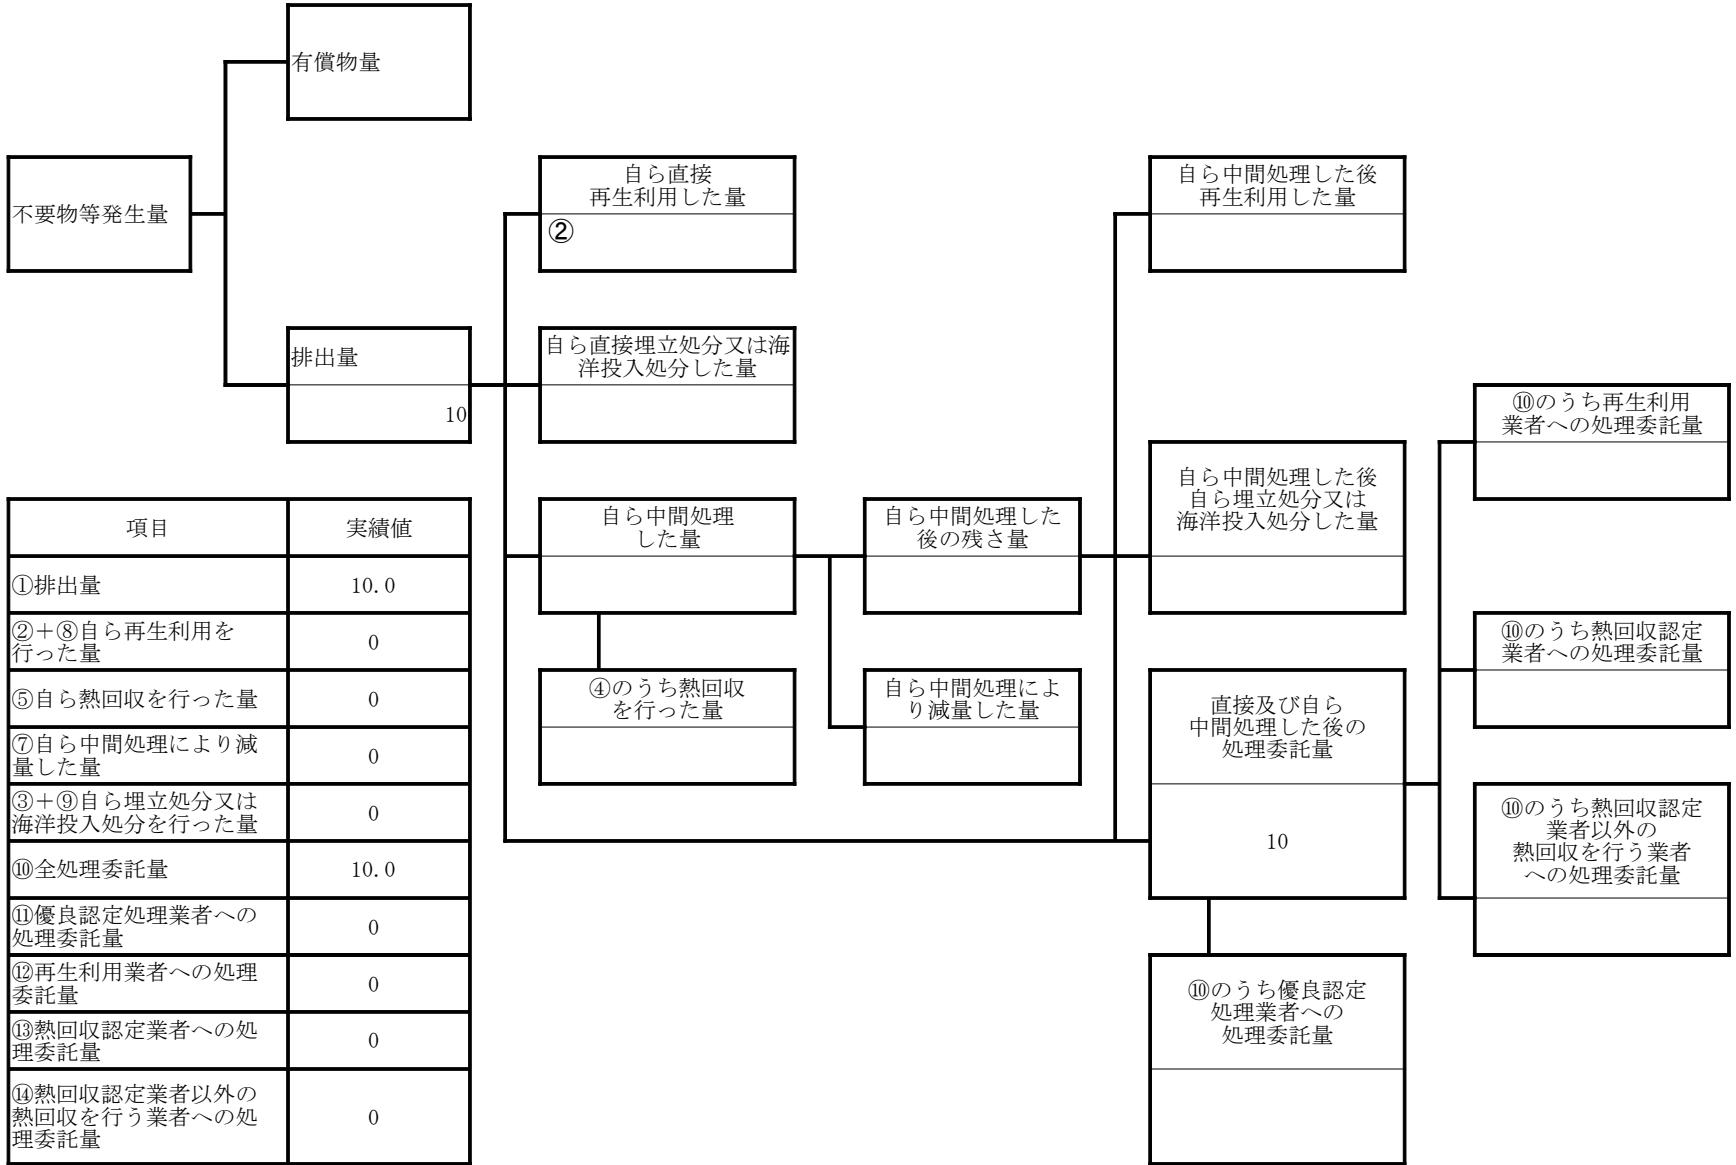 有償物量
不要物等発生量
排出量
10
自ら直接
再生利用した量
②
自ら直接埋立処分又は海
洋投入処分した量
自ら中間処理
した量
④のうち熱回収
を行った量
自ら中間処理した
後の残さ量
自ら中間処理によ
り減量した量
自ら中間処理した後
再生利用した量
自ら中間処理した後
自ら埋立処分又は
海洋投入処分した量
直接及び自ら
中間処理した後の
処理委託量
10
⑩のうち優良認定
処理業者への
処理委託量
⑩のうち再生利用
業者への処理委託量
⑩のうち熱回収認定
業者への処理委託量
⑩のうち熱回収認定
業者以外の
熱回収を行う業者
への処理委託量
項目 実績値
①排出量 10.0
②＋⑧自ら再生利用を
行った量 0
⑤自ら熱回収を行った量 0
⑦自ら中間処理により減
量した量 0
③＋⑨自ら埋立処分又は
海洋投入処分を行った量 0
⑩全処理委託量 10.0
⑪優良認定処理業者への
処理委託量 0
⑫再生利用業者への処理
委託量 0
⑬熱回収認定業者への処
理委託量 0
⑭熱回収認定業者以外の
熱回収を行う業者への処
理委託量 0